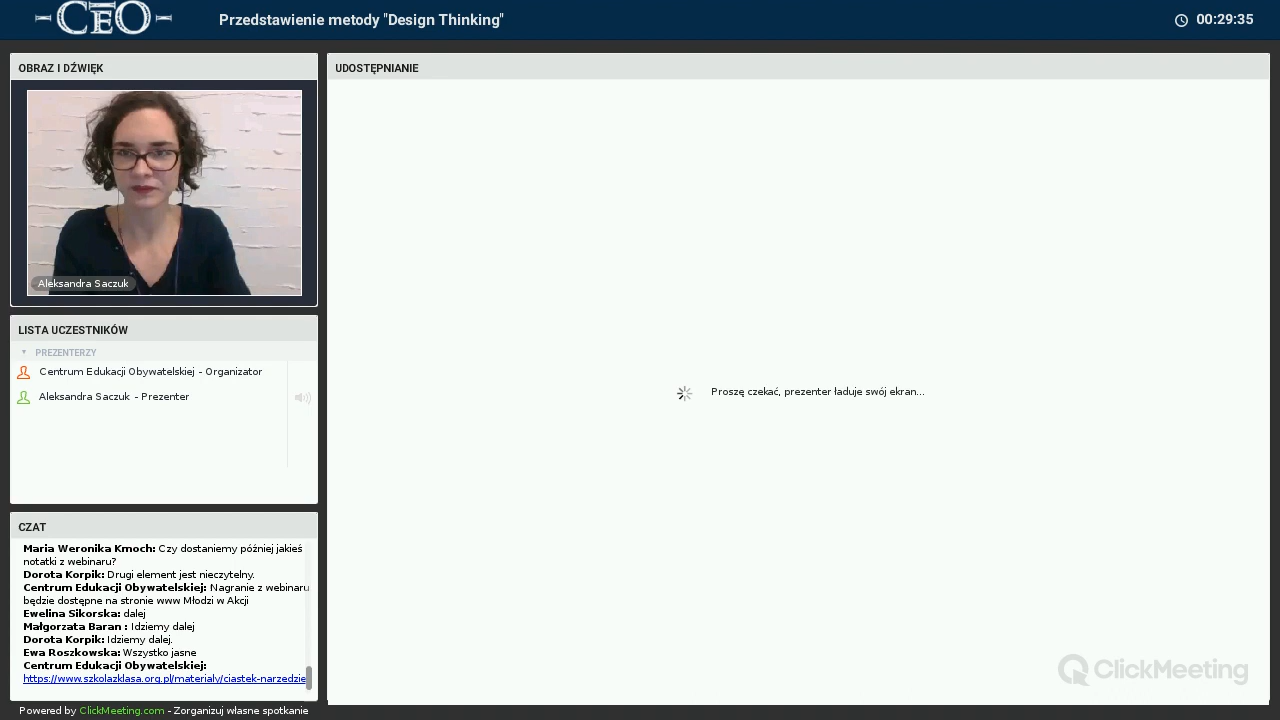 CEO
Przedstawienie metody "Design Thinking"
00:29:35
OBRAZ I DŹWIĘK
Aleksandra Saczuk
LISTA UCZESTNIKÓW
PREZENTERZY
Centrum Edukacji Obywatelskiej - Organizator
Aleksandra Saczuk - Prezenter
CZAT
Maria Weronika Kmoch: Czy dostaniemy później jakieś
notatki z webinaru?
Dorota Korpik: Drugi element jest nieczytelny.
Centrum Edukacji Obywatelskiej: Nagranie z webinaru
będzie dostępne na stronie www Młodzi w Akcji
Ewelina Sikorska: dalej
Małgorzata Baran : Idziemy dalej
Dorota Korpik: Idziemy dalej.
Ewa Roszkowska: Wszystko jasne
Centrum Edukacji Obywatelskiej:
https://www.szkolazklasa.org.pl/materialy/ciastek-narzedzie
Powered by ClickMeeting.com - Zorganizuj własne spotkanie
UDOSTĘPNIANIE
Proszę czekać, prezenter ładuje swój ekran...
ClickMeeting